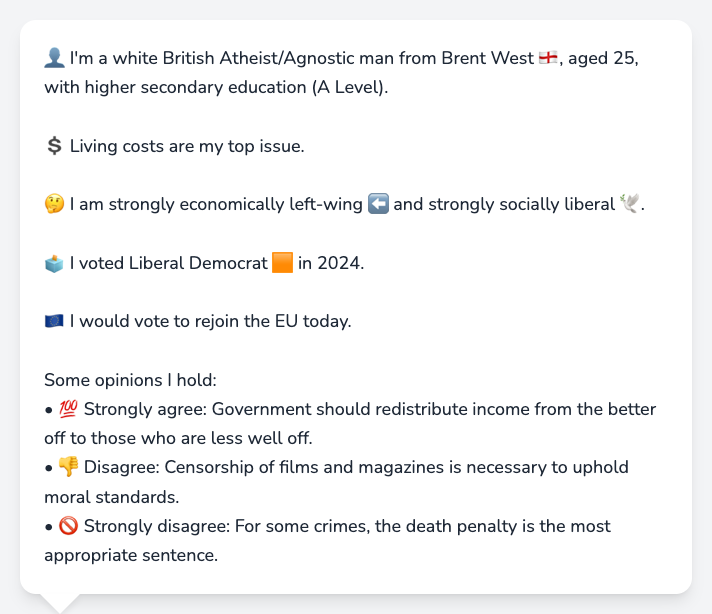 👤 I'm a white British Atheist/Agnostic man from Brent West 🏴󠁧󠁢󠁥󠁮󠁧󠁿, aged 25,
with higher secondary education (A Level).
💲 Living costs are my top issue.
🤔 I am strongly economically left-wing ⬅️ and strongly socially liberal 🕊️.
🗳️ I voted Liberal Democrat 🟧 in 2024.
🇪🇺 I would vote to rejoin the EU today.
Some opinions I hold:
• 💯 Strongly agree: Government should redistribute income from the better
off to those who are less well off.
• 👎 Disagree: Censorship of films and magazines is necessary to uphold
moral standards.
• 🚫 Strongly disagree: For some crimes, the death penalty is the most
appropriate sentence.